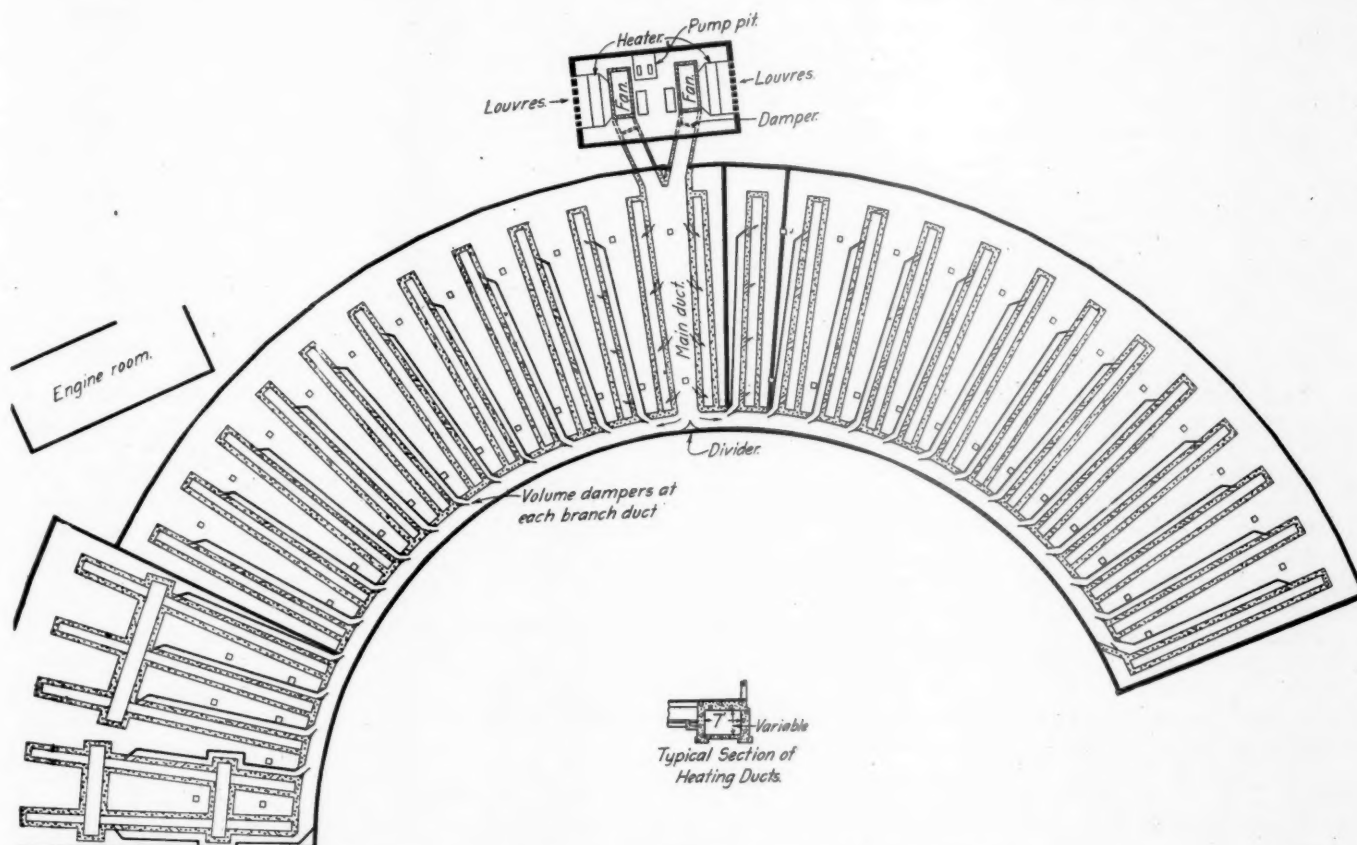 Heater.
Pump pit.
Louvres.
Fan.
Fan.
Louvres.
Damper.
Main duct.
Engine room.
Divider.
Volume dampers at
each branch duct
7'
Variable
Typical Section of
Heating Ducts.